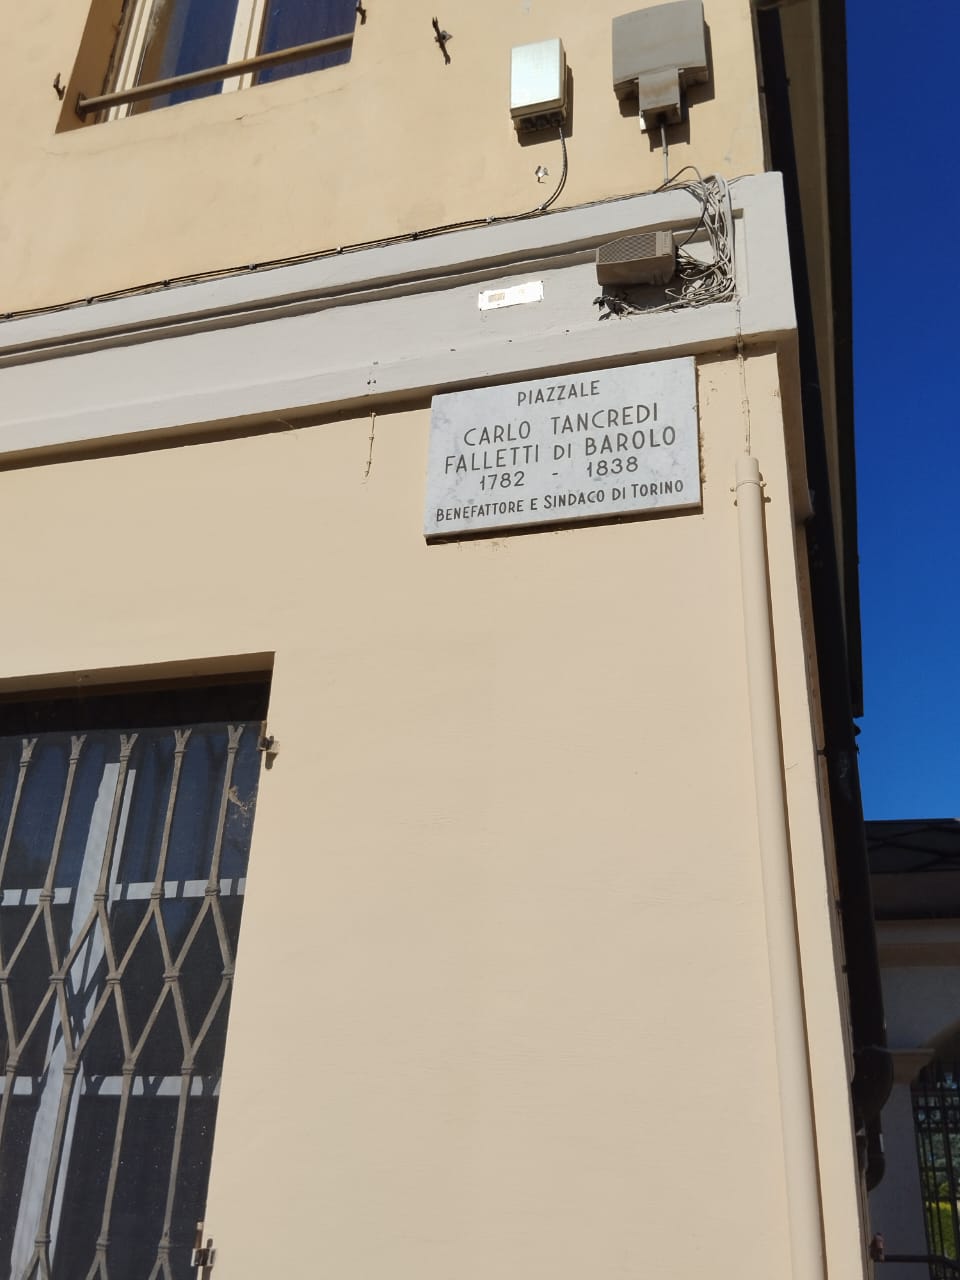 PIAZZALE
CARLO TANCREDI
FALLETTI DI BAROLO
1782 - 1838
BENEFATTORE E SINDACO DI TORINO